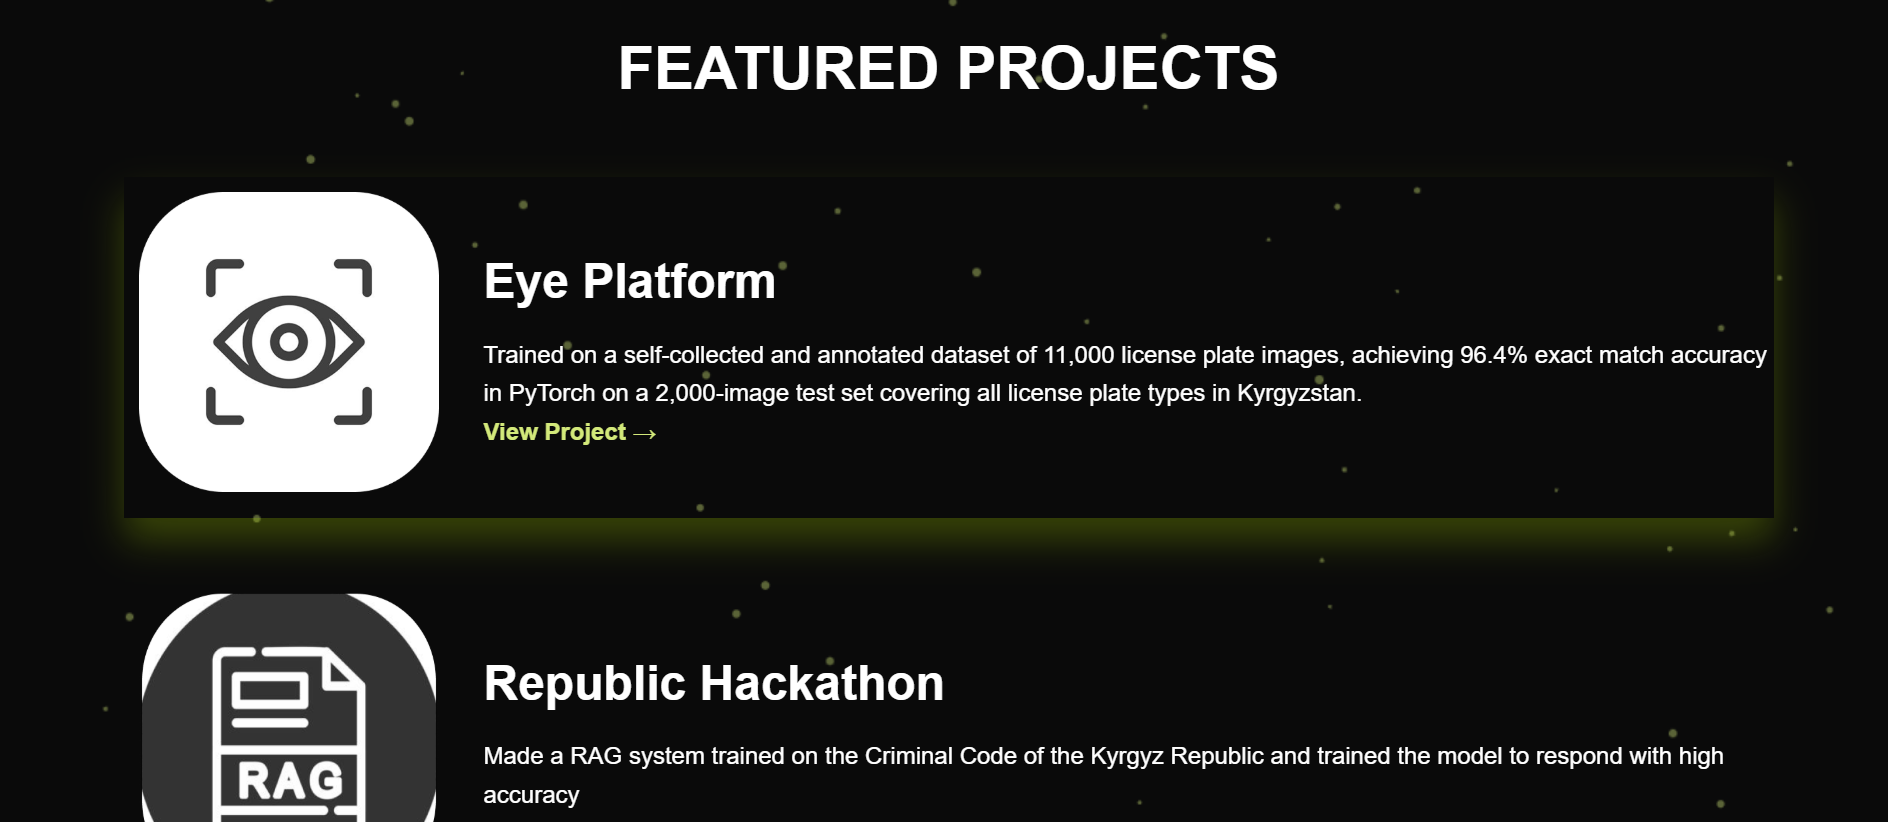 FEATURED PROJECTS
Eye Platform
Trained on a self-collected and annotated dataset of 11,000 license plate images, achieving 96.4% exact match accuracy
in PyTorch on a 2,000-image test set covering all license plate types in Kyrgyzstan.
View Project →
Republic Hackathon
Made a RAG system trained on the Criminal Code of the Kyrgyz Republic and trained the model to respond with high
accuracy
RAG